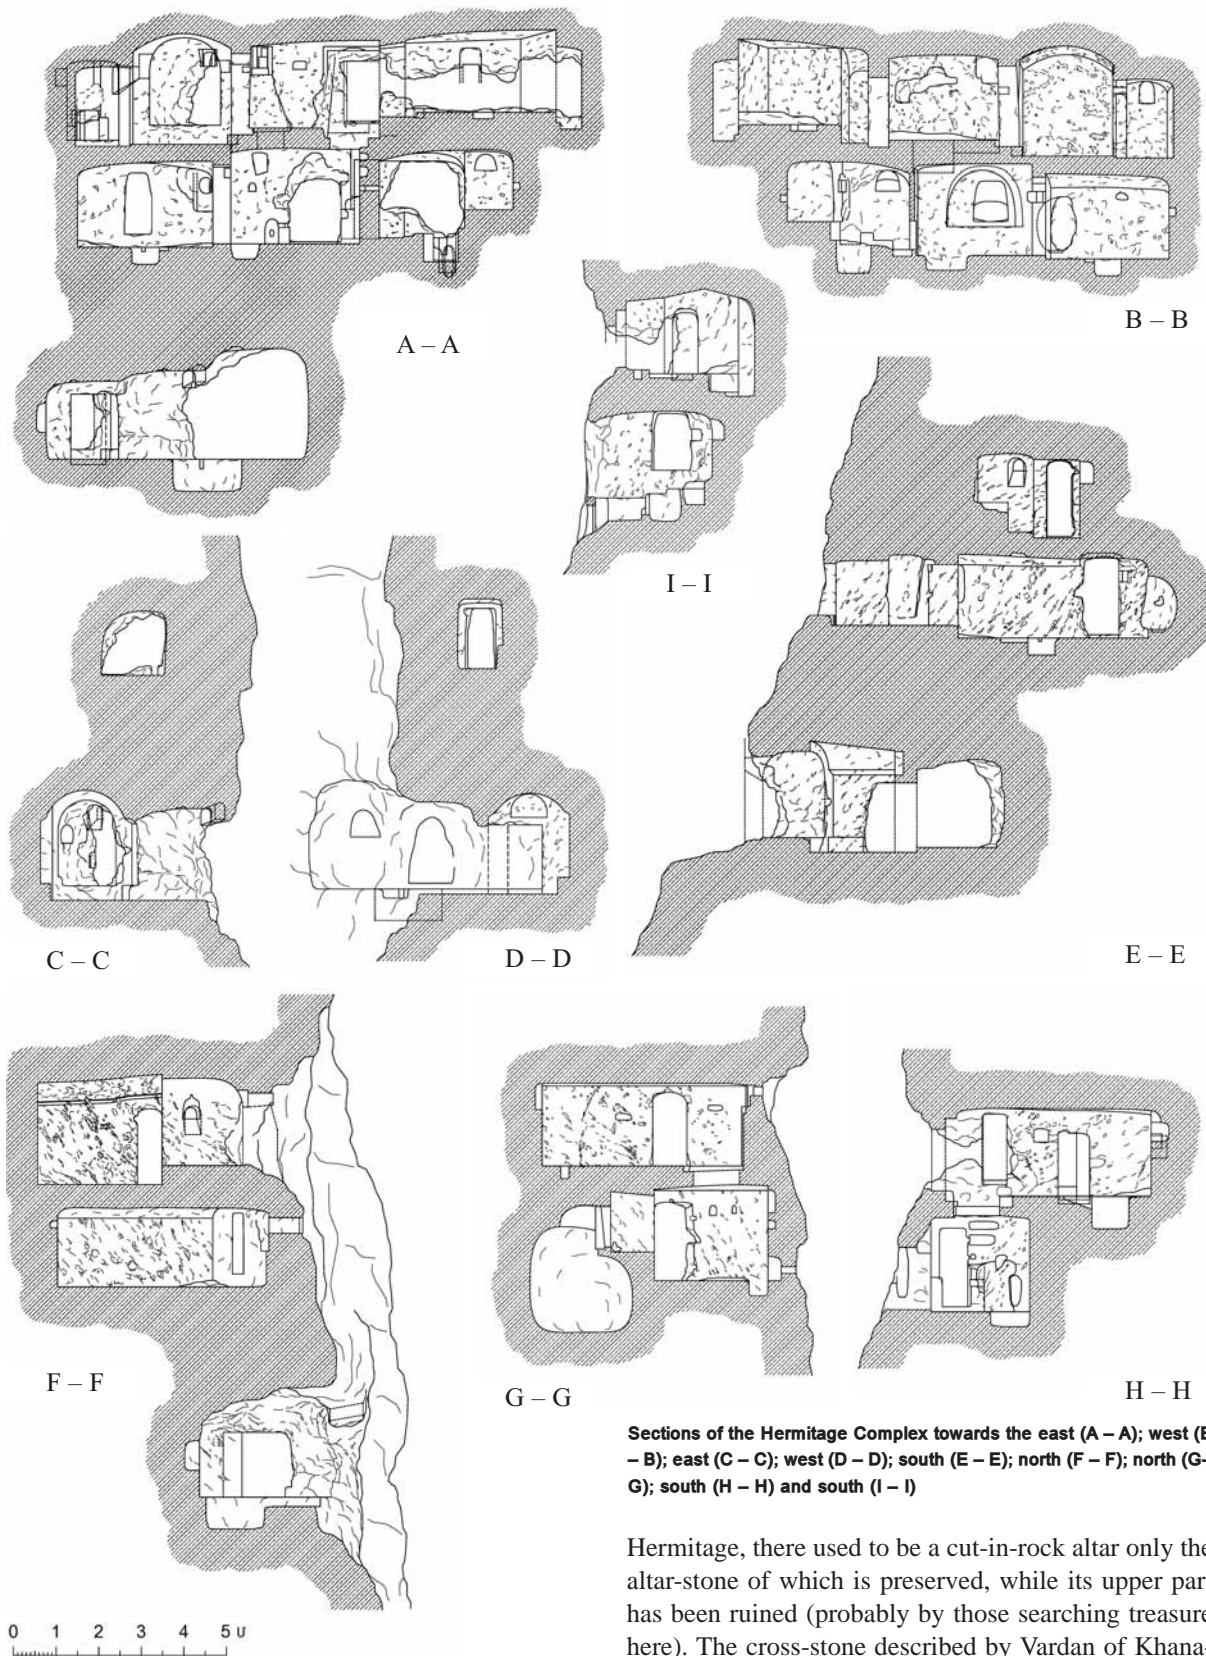 A – A
B – B
I – I
C – C
D – D
E – E
F – F
G – G
H – H
Sections of the Hermitage Complex towards the east (A – A); west (B
– B); east (C – C); west (D – D); south (E – E); north (F – F); north (G–
G); south (H – H) and south (I – I)
Hermitage, there used to be a cut-in-rock altar only the
altar-stone of which is preserved, while its upper par
has been ruined (probably by those searching treasure
here). The cross-stone described by Vardan of Khana-
0 1 2 3 4 5 մ